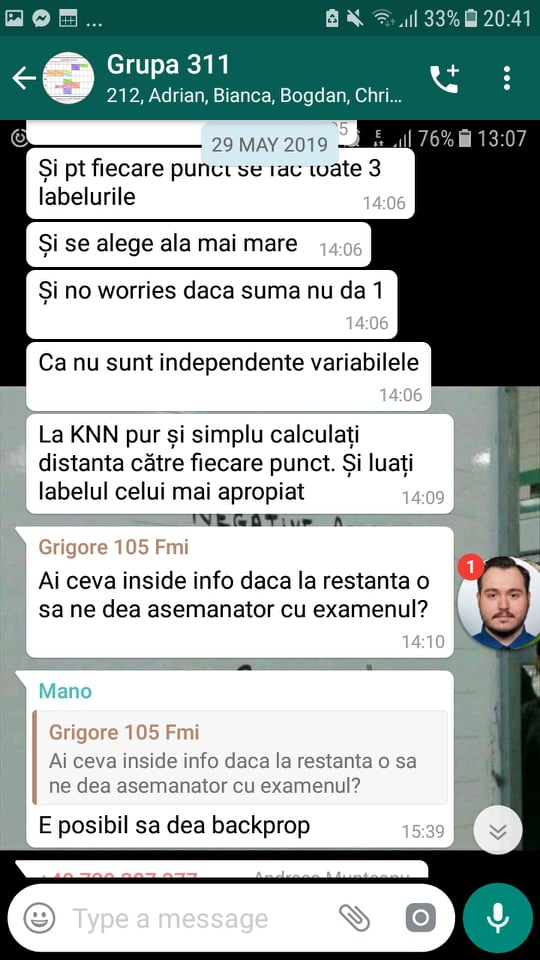 ... 33% 20:41
Grupa 311
212, Adrian, Bianca, Bogdan, Chri...
76% 13:07
29 MAY 2019
Și pt fiecare punct se fac toate 3
labelurile
14:06
Și se alege ala mai mare 14:06
Și no worries daca suma nu da 1
14:06
Ca nu sunt independente variabilele
14:06
La KNN pur și simplu calculați
distanta către fiecare punct. Și luați
labelul celui mai apropiat 14:09
NEGATIVE
Grigore 105 Fmi
Ai ceva inside info daca la restanta o
sa ne dea asemanator cu examenul?
14:10
1
Mano
Grigore 105 Fmi
Ai ceva inside info daca la restanta o sa
ne dea asemanator cu examenul?
E posibil sa dea backprop 15:39
Andreea Munteanu
Type a message